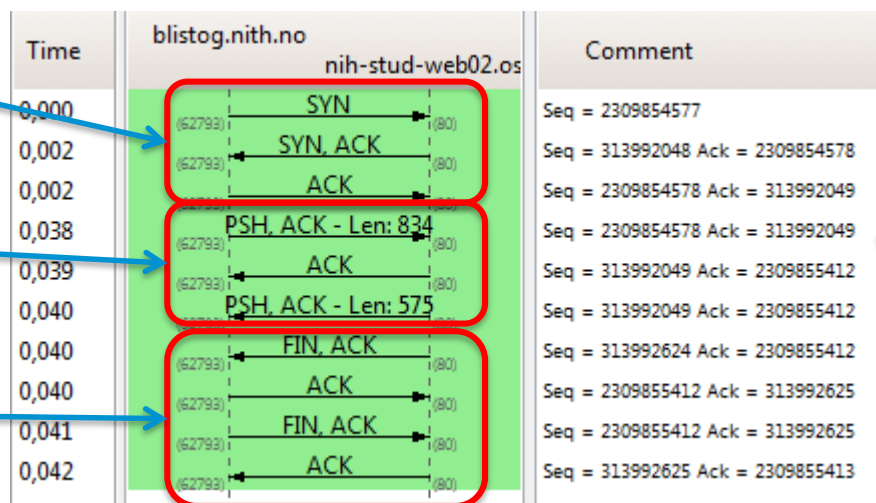 Time blistog.nith.no Comment
nih-stud-web02.os
0,000 SYN Seq = 2309854577
(62793) (80)
0,002 SYN, ACK Seq = 313992048 Ack = 2309854578
(62793) (80)
0,002 ACK Seq = 2309854578 Ack = 313992049
0,038 PSH, ACK - Len: 834 Seq = 2309854578 Ack = 313992049
(62793) (80)
0,039 ACK Seq = 313992049 Ack = 2309855412
(62793) (80)
0,040 PSH, ACK - Len: 575 Seq = 313992049 Ack = 2309855412
0,040 FIN, ACK Seq = 313992624 Ack = 2309855412
(62793) (80)
0,040 ACK Seq = 2309855412 Ack = 313992625
(62793) (80)
0,041 FIN, ACK Seq = 2309855412 Ack = 313992625
(62793) (80)
0,042 ACK Seq = 313992625 Ack = 2309855413
(62793) (80)